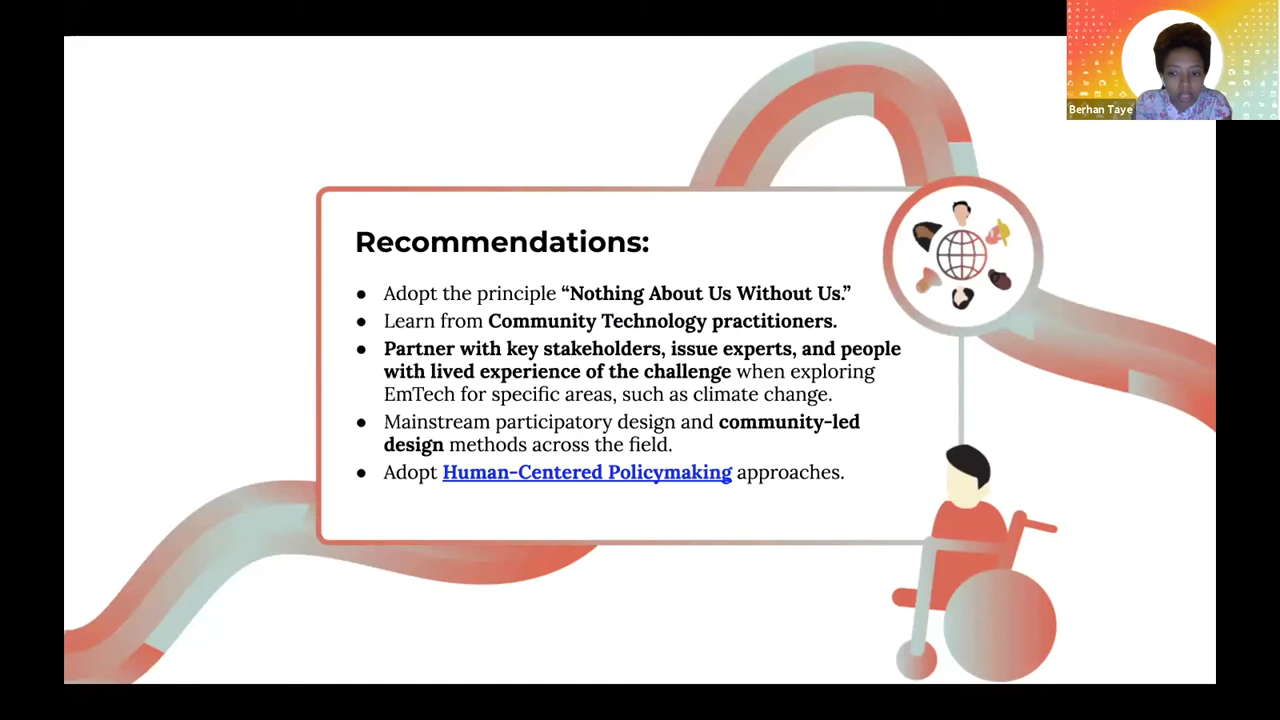 Berhan Taye
Recommendations:
● Adopt the principle “Nothing About Us Without Us.”
● Learn from Community Technology practitioners.
● Partner with key stakeholders, issue experts, and people
with lived experience of the challenge when exploring
EmTech for specific areas, such as climate change.
● Mainstream participatory design and community-led
design methods across the field.
● Adopt Human-Centered Policymaking approaches.